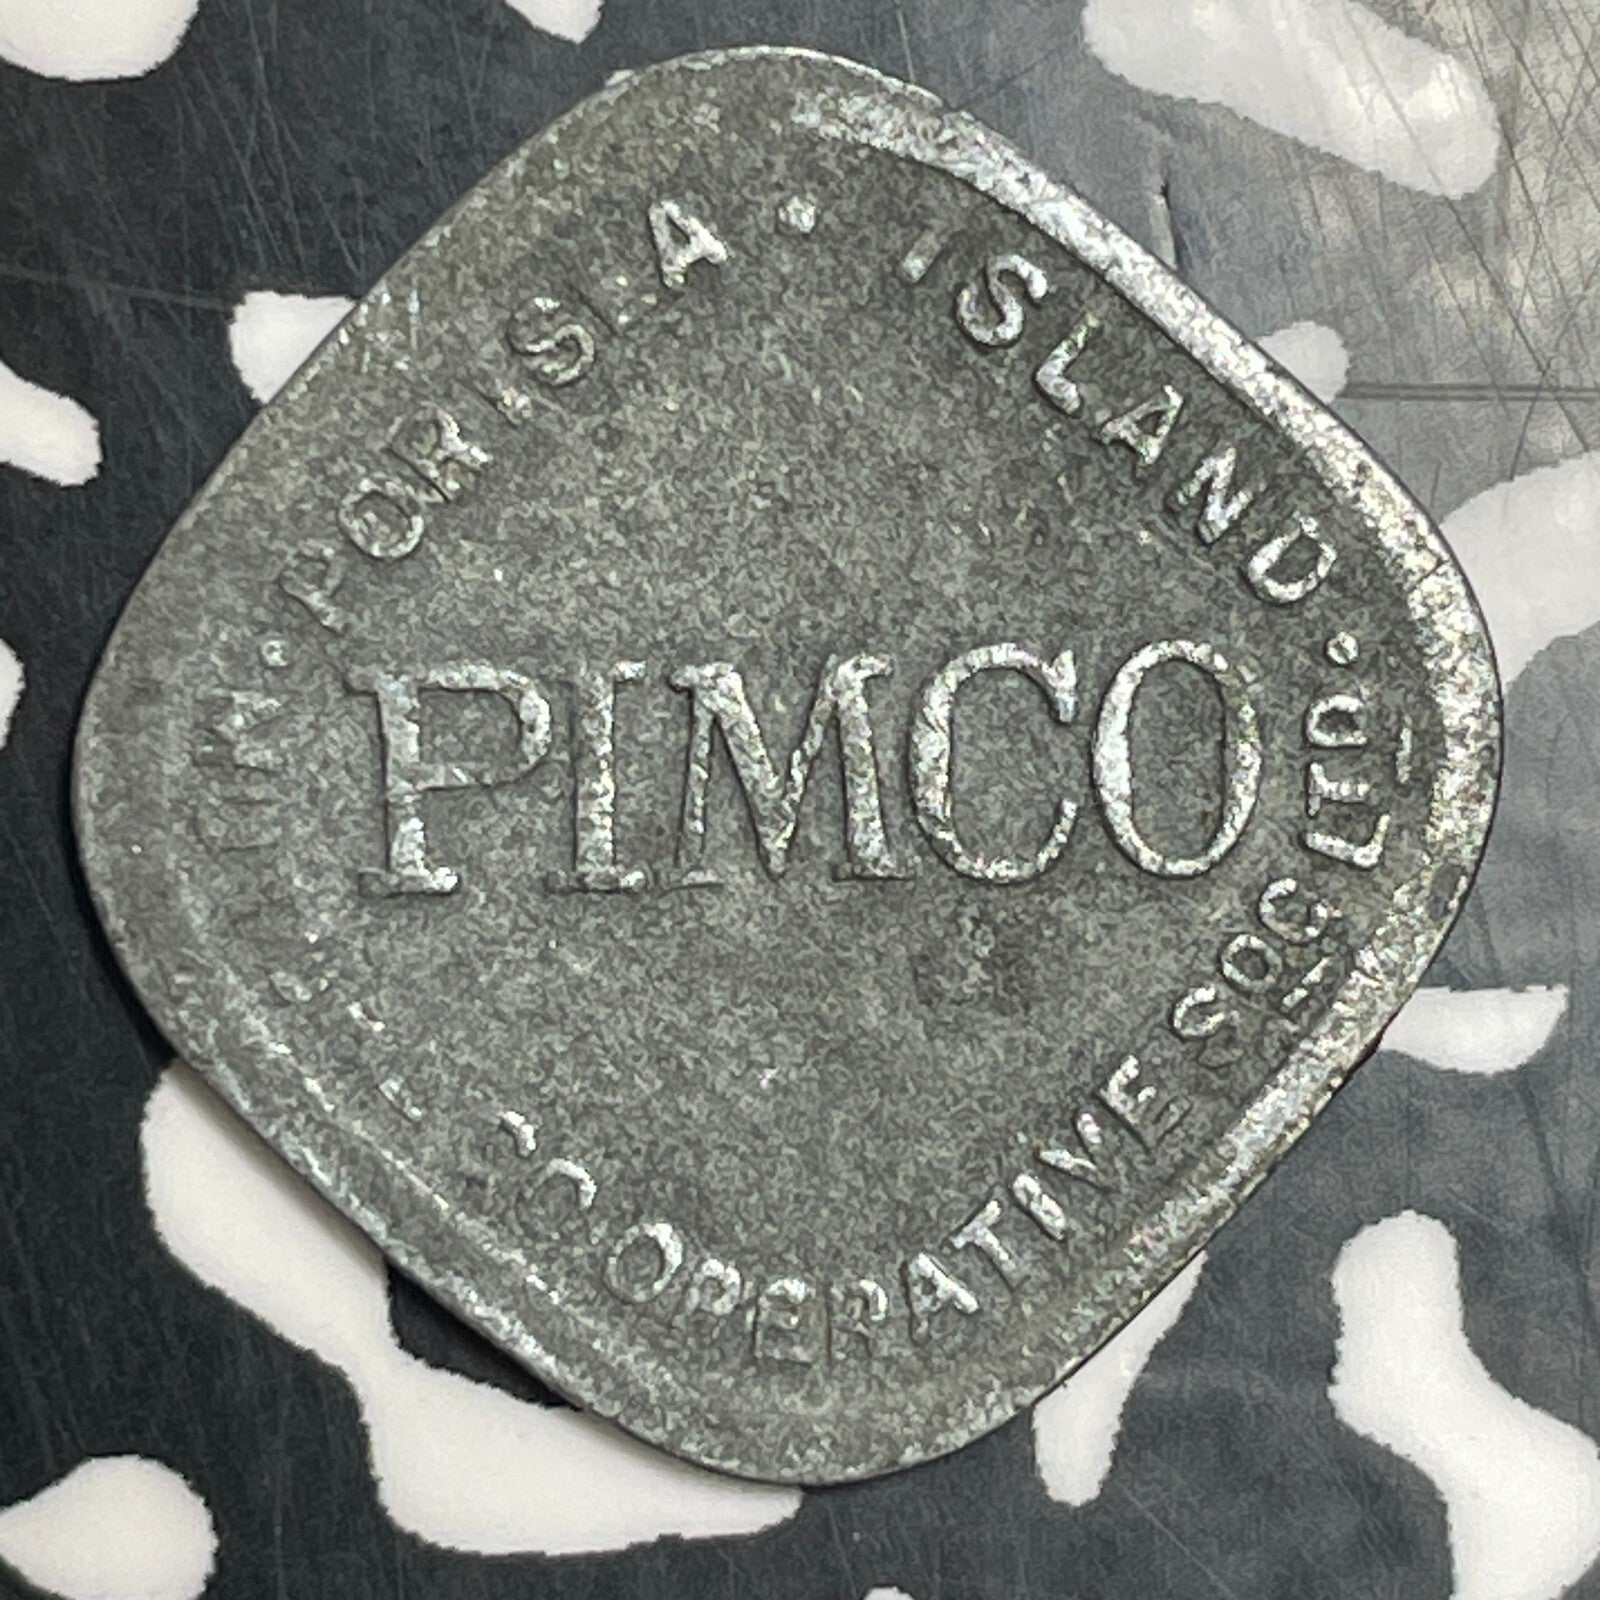 PORISLA · ISLAND ·
PIMCO
COOPERATIVE SOC LTD